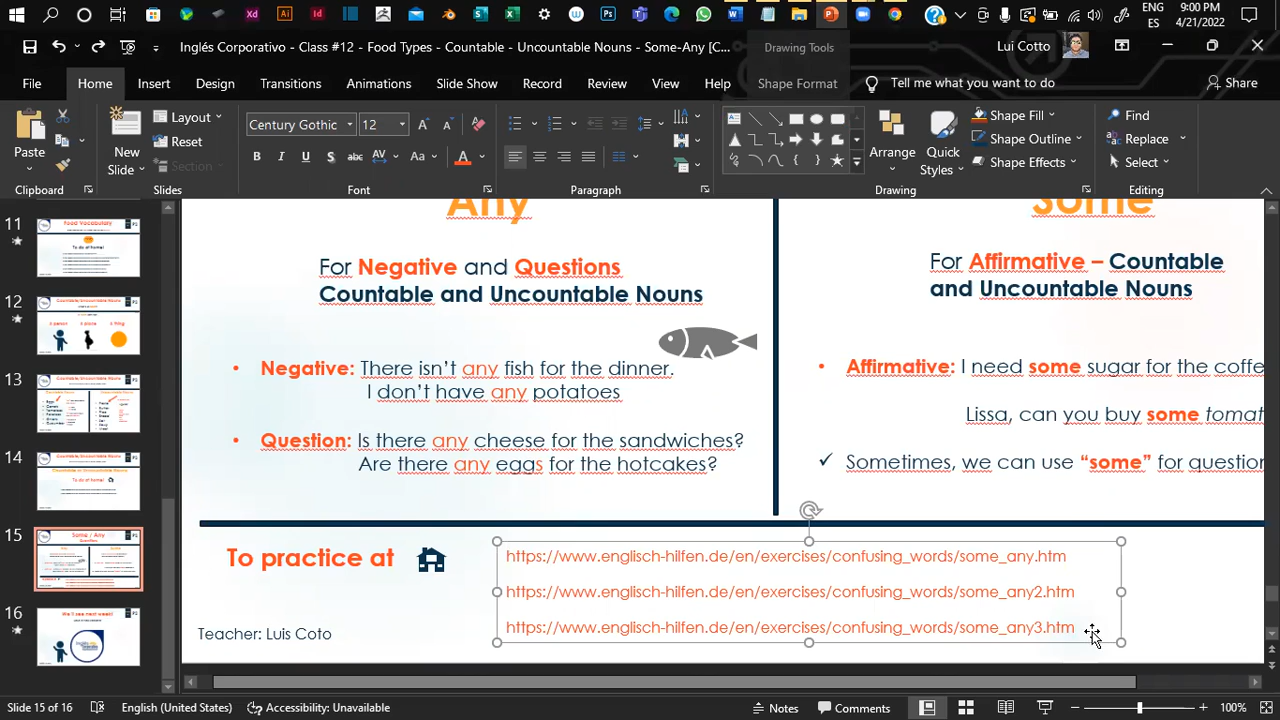 ENG
ES
9:00 PM
4/21/2022
Inglés Corporativo - Class #12 - Food Types - Countable - Uncountable Nouns - Some-Any [C...
Drawing Tools
Lui Cotto
File
Home
Insert
Design
Transitions
Animations
Slide Show
Record
Review
View
Help
Shape Format
Tell me what you want to do
Share
Paste
New
Slide
Layout
Reset
Section
Century Gothic
12
Arrange
Quick
Styles
Shape Fill
Shape Outline
Shape Effects
Find
Replace
Select
Clipboard
Slides
Font
Paragraph
Drawing
Editing
11
12
13
14
15
16
Any
For Negative and Questions
Countable and Uncountable Nouns
Negative: There isn't any fish for the dinner.
I don't have any potatoes
Question: Is there any cheese for the sandwiches?
Are there any eggs for the hotcakes?
Some
For Affirmative – Countable
and Uncountable Nouns
Affirmative: I need some sugar for the coffe
Lissa, can you buy some tomat
Sometimes, we can use "some" for question
To practice at
https://www.englisch-hilfen.de/en/exercises/confusing_words/some_any.htm
https://www.englisch-hilfen.de/en/exercises/confusing_words/some_any2.htm
https://www.englisch-hilfen.de/en/exercises/confusing_words/some_any3.htm
Teacher: Luis Coto
Slide 15 of 16
English (United States)
Accessibility: Unavailable
Notes
Comments
100%